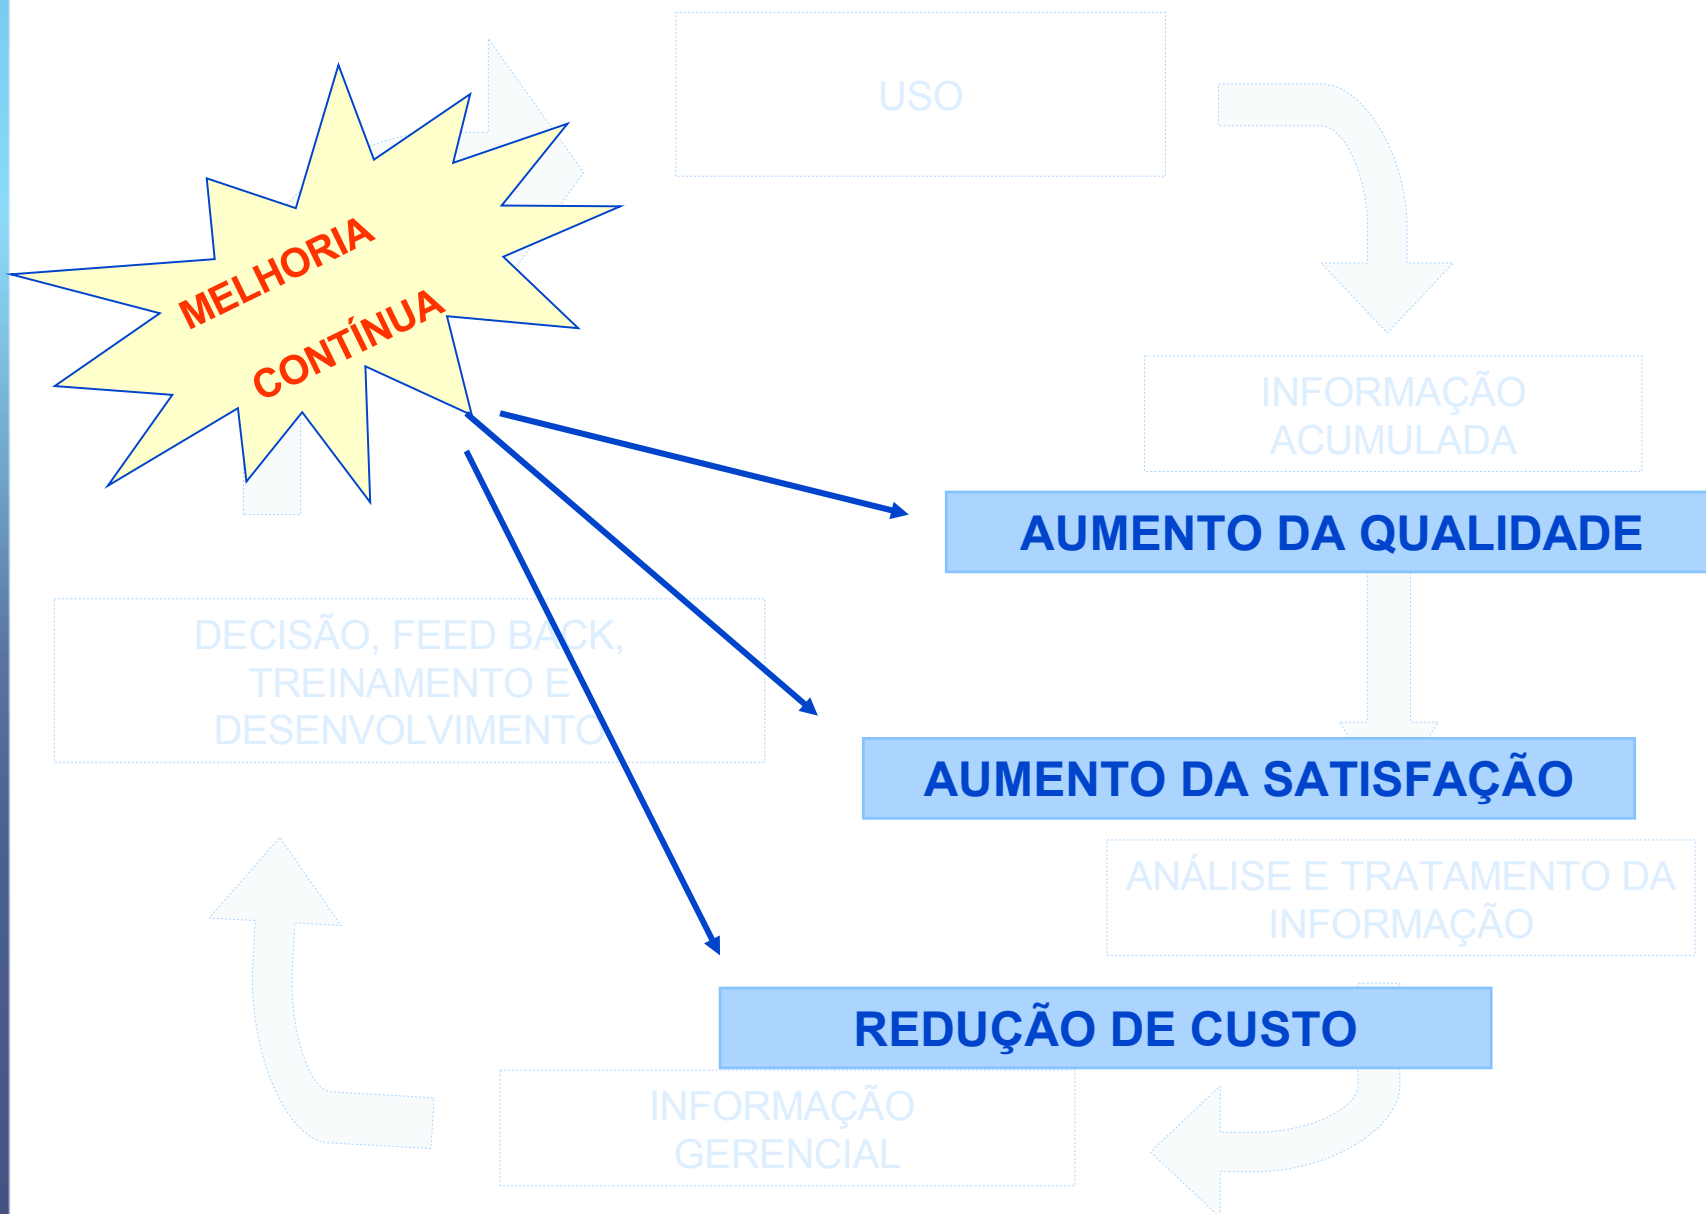 USO
MELHORIA
CONTÍNUA
INFORMAÇÃO
ACUMULADA
AUMENTO DA QUALIDADE
DECISÃO, FEED BACK,
TREINAMENTO E
DESENVOLVIMENTO
AUMENTO DA SATISFAÇÃO
ANÁLISE E TRATAMENTO DA
INFORMAÇÃO
REDUÇÃO DE CUSTO
INFORMAÇÃO
GERENCIAL